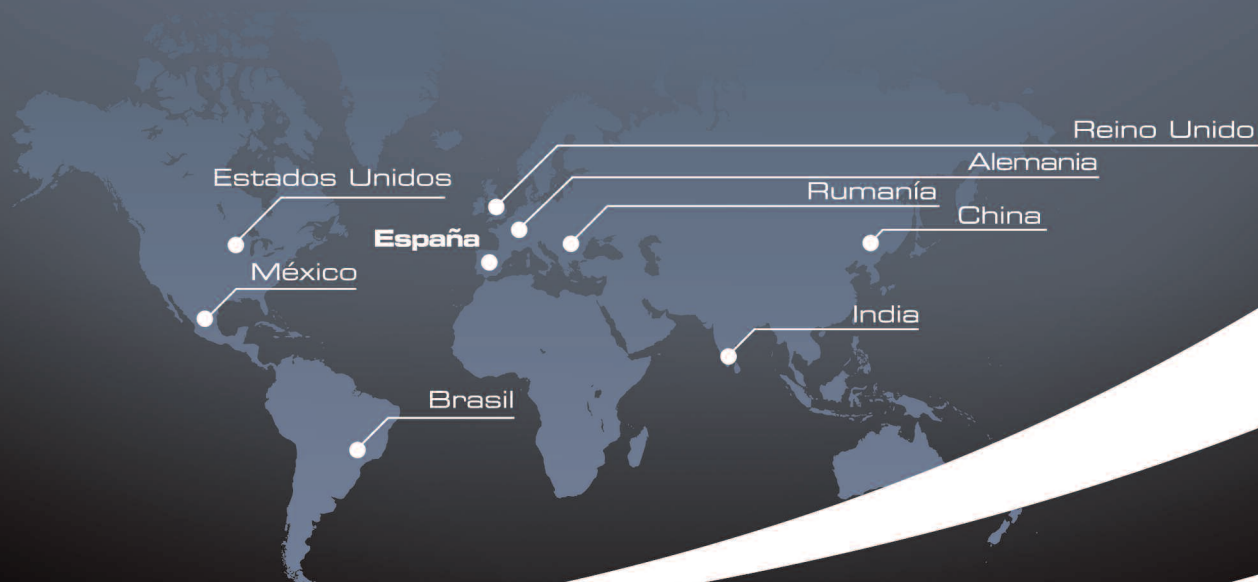 Reino Unido
Alemania
Estados Unidos
Rumanía
China
España
México
India
Brasil